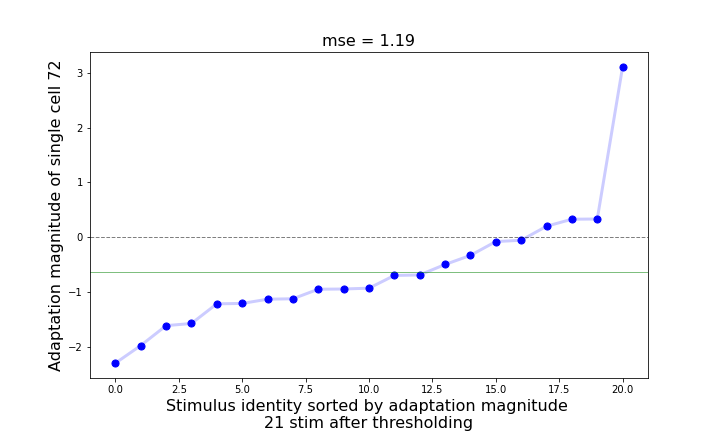 mse = 1.19
Adaptation magnitude of single cell 72
3
2
1
0
−1
−2
0.0 2.5 5.0 7.5 10.0 12.5 15.0 17.5 20.0
Stimulus identity sorted by adaptation magnitude
21 stim after thresholding